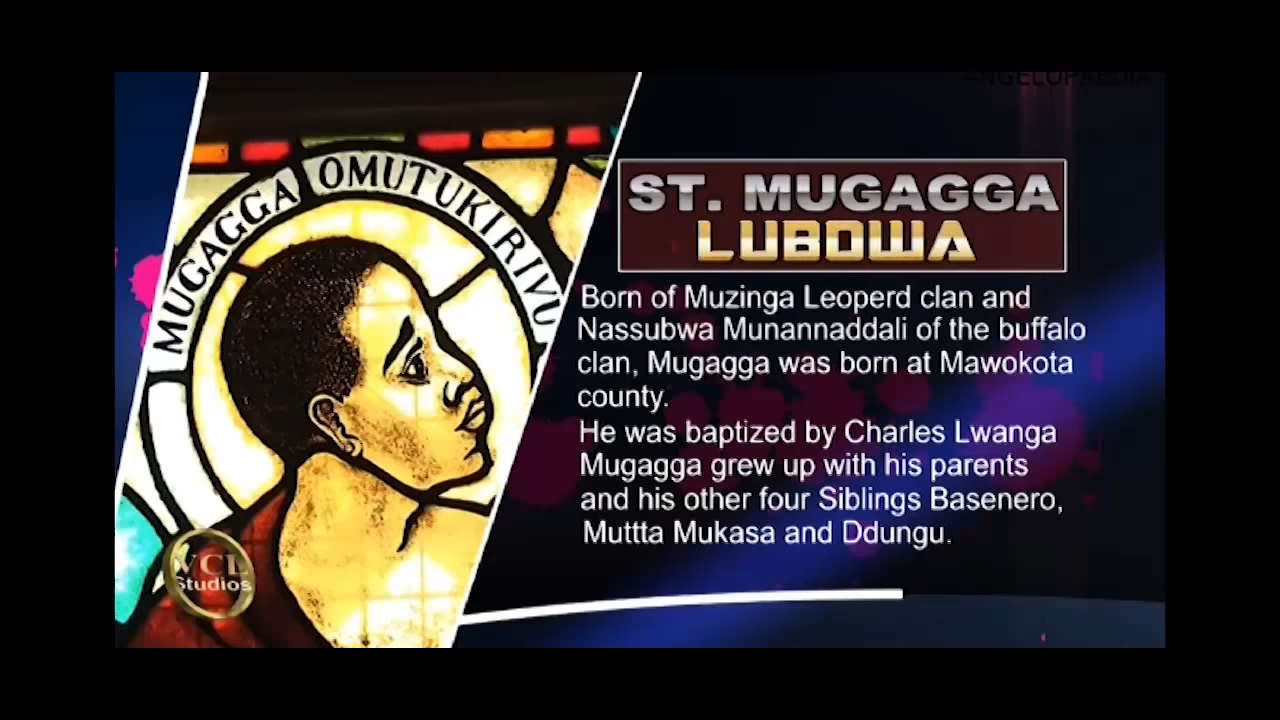 MUGAGGA OMUTUKIRIVU
ST. MUGAGGA
LUBOWA
Born of Muzinga Leoperd clan and
Nassubwa Munannaddali of the buffalo
clan, Mugagga was born at Mawokota
county.
He was baptized by Charles Lwanga
Mugagga grew up with his parents
and his other four Siblings Basenero,
Muttta Mukasa and Ddungu.
VCL
Studios